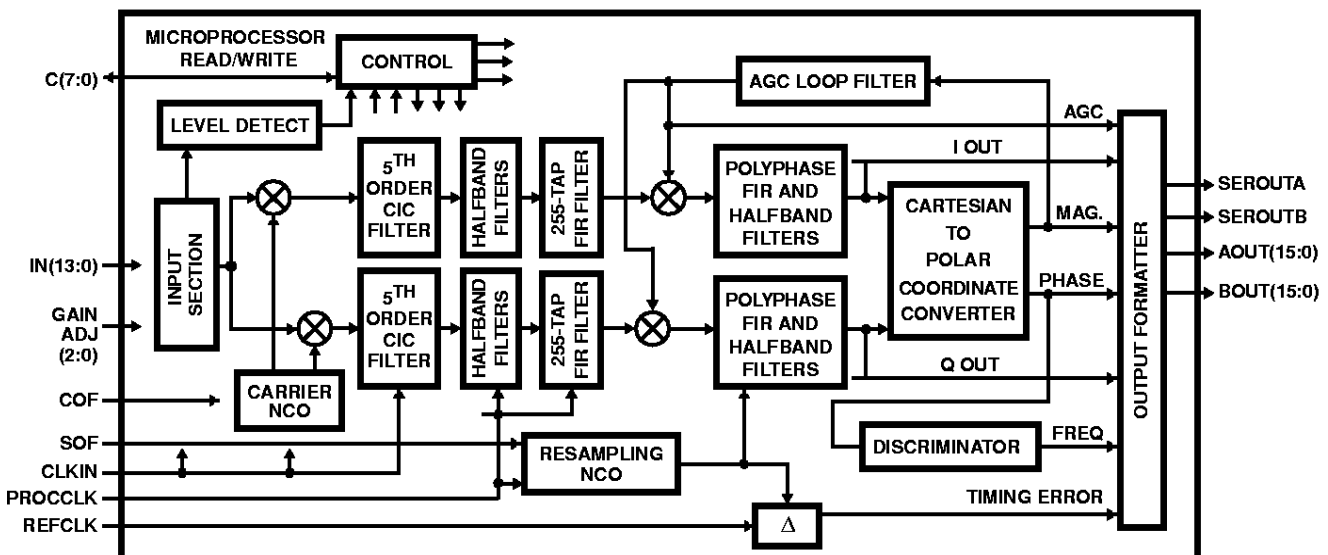 MICROPROCESSOR
READ/WRITE
C(7:0)
CONTROL
AGC LOOP FILTER
LEVEL DETECT
AGC
I OUT
5TH
ORDER
CIC
FILTER
HALFBAND
FILTERS
255-TAP
FIR FILTER
POLYPHASE
FIR AND
HALFBAND
FILTERS
CARTESIAN
TO
POLAR
COORDINATE
CONVERTER
MAG.
PHASE
SEROUTA
SEROUTB
AOUT(15:0)
BOUT(15:0)
OUTPUT FORMATTER
IN(13:0)
INPUT
SECTION
GAIN
ADJ
(2:0)
5TH
ORDER
CIC
FILTER
HALFBAND
FILTERS
255-TAP
FIR FILTER
POLYPHASE
FIR AND
HALFBAND
FILTERS
Q OUT
COF
CARRIER
NCO
SOF
CLKIN
PROCCLK
REFCLK
RESAMPLING
NCO
DISCRIMINATOR
FREQ
TIMING ERROR
Δ